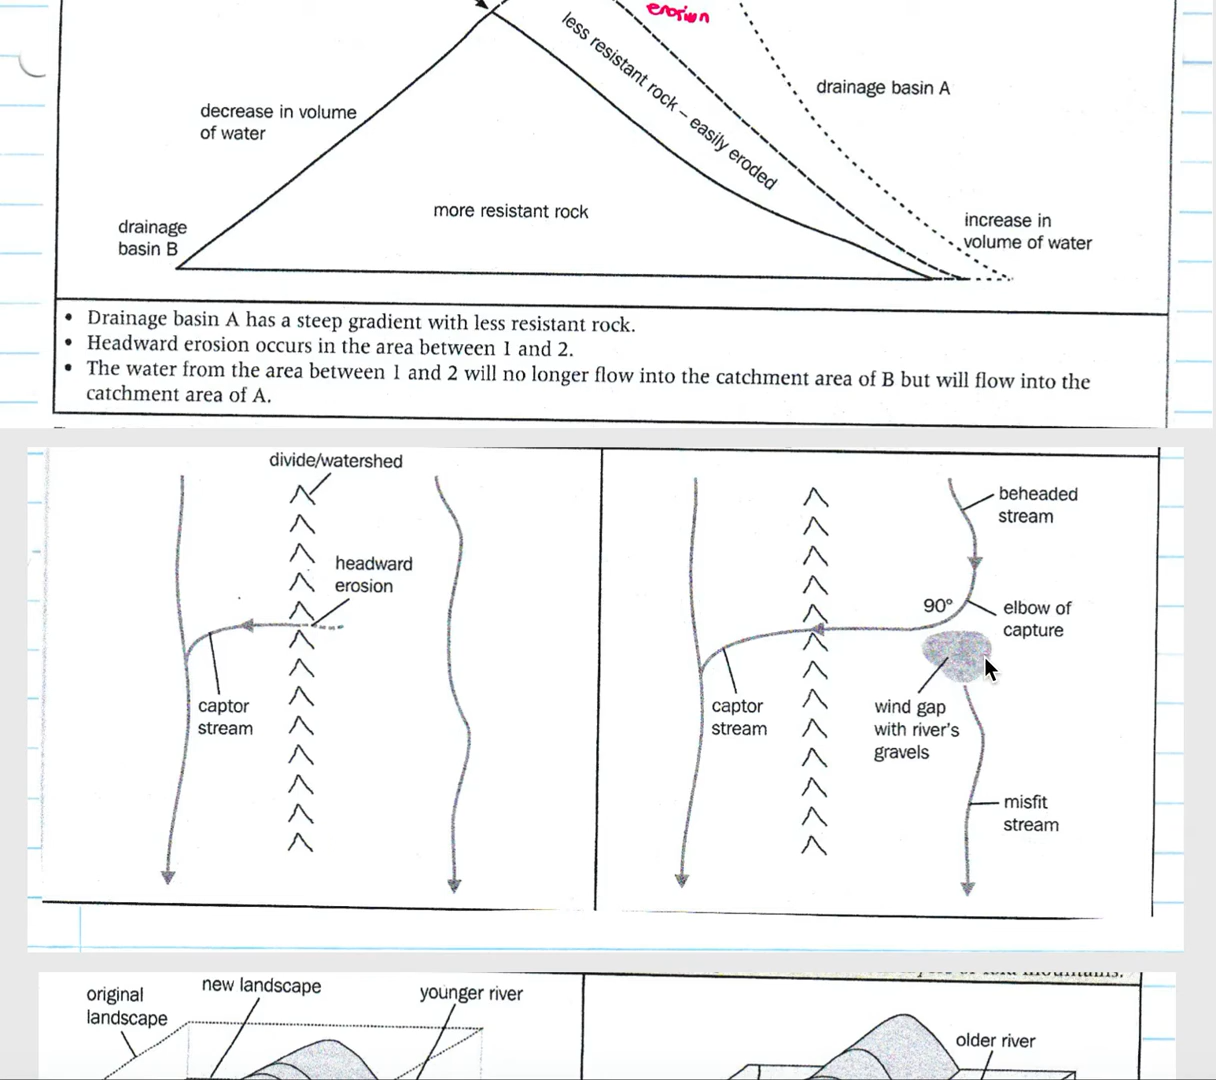 erosion
less resistant rock – easily eroded
drainage basin A
decrease in volume
of water
more resistant rock
drainage
basin B
increase in
volume of water
• Drainage basin A has a steep gradient with less resistant rock.
• Headward erosion occurs in the area between 1 and 2.
• The water from the area between 1 and 2 will no longer flow into the catchment area of B but will flow into the
catchment area of A.
divide/watershed
headward
erosion
captor
stream
beheaded
stream
90°
elbow of
capture
captor
stream
wind gap
with river's
gravels
misfit
stream
original
landscape
new landscape
younger river
older river